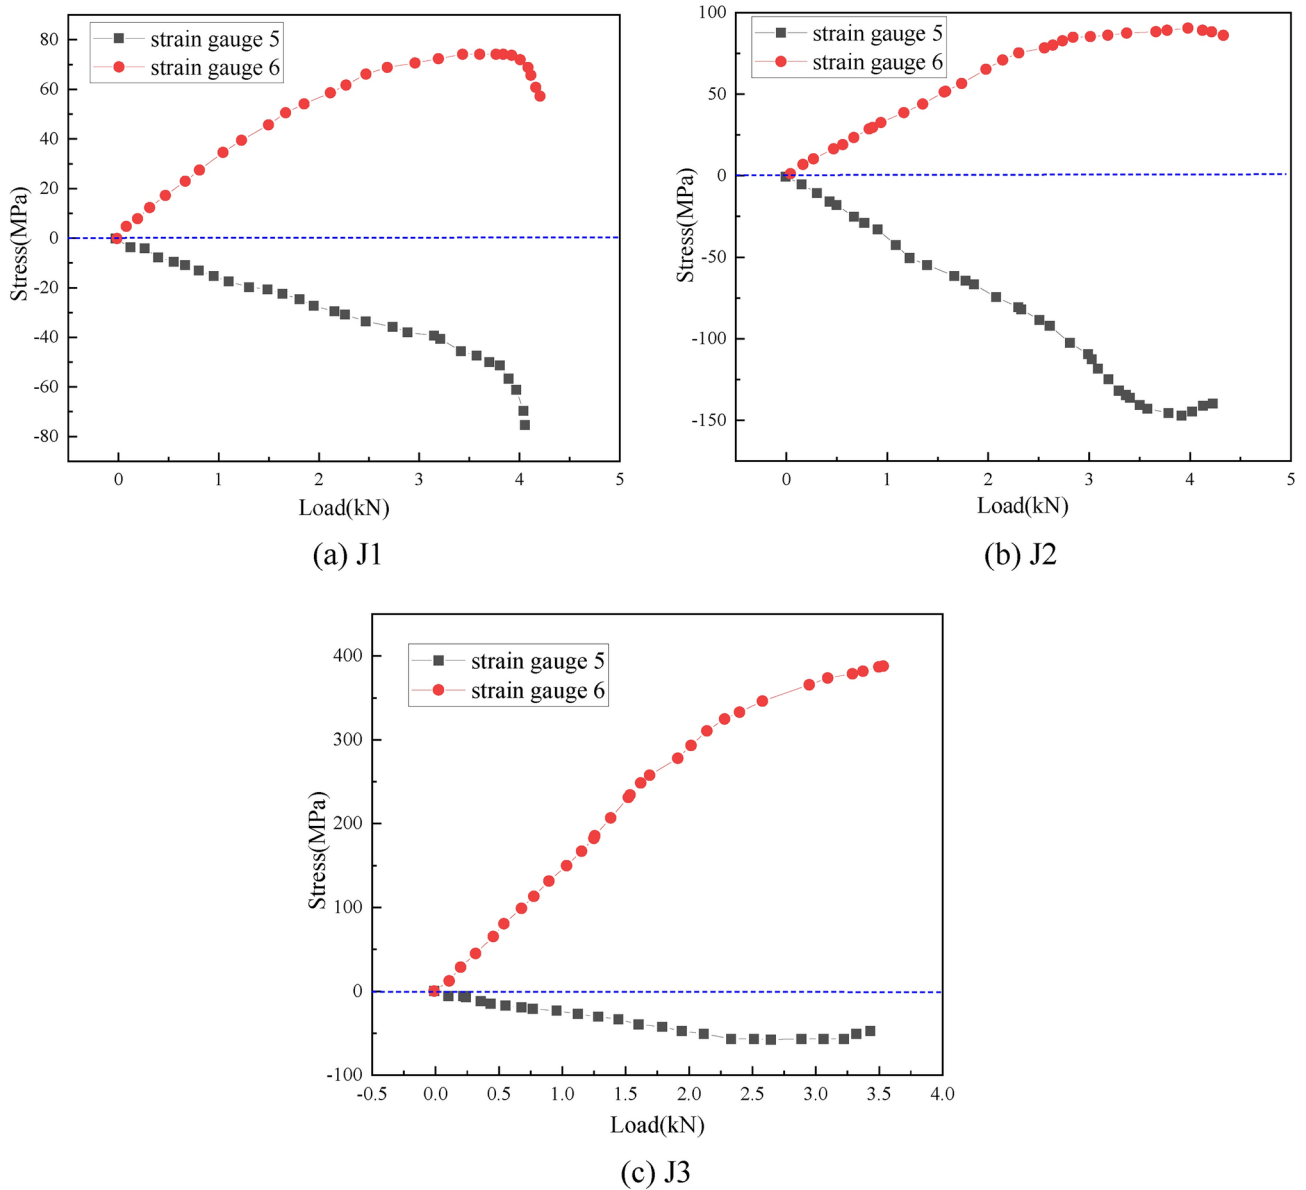 strain gauge 5
strain gauge 6
80
60
40
20
0
-20
-40
-60
-80
Stress(MPa)
0 1 2 3 4 5
Load(kN)
(a) J1
strain gauge 5
strain gauge 6
100
50
0
-50
-100
-150
Stress(MPa)
0 1 2 3 4 5
Load(kN)
(b) J2
strain gauge 5
strain gauge 6
400
300
200
100
0
-100
Stress(MPa)
-0.5 0.0 0.5 1.0 1.5 2.0 2.5 3.0 3.5 4.0
Load(kN)
(c) J3